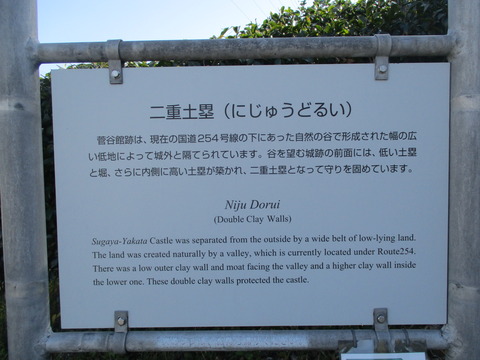 二重土塁（にじゅうどるい）
菅谷館跡は、現在の国道254号線の下にあった自然の谷で形成された幅の広
い低地によって城外と隔てられています。谷を望む城跡の前面には、低い土塁
と堀、さらに内側に高い土塁が築かれ、二重土塁となって守りを固めています。
Niju Dorui
(Double Clay Walls)
Sugaya-Yakata Castle was separated from the outside by a wide belt of low-lying land.
The land was created naturally by a valley, which is currently located under Route254.
There was a low outer clay wall and moat facing the valley and a higher clay wall inside
the lower one. These double clay walls protected the castle.